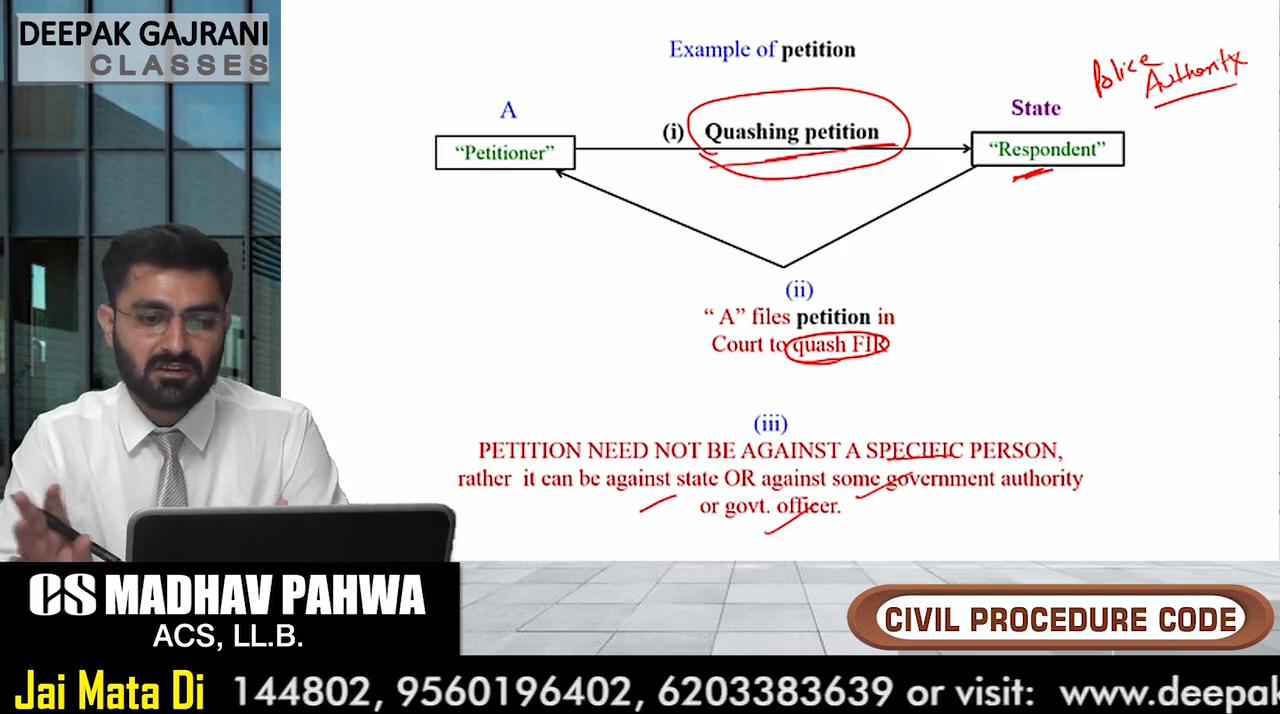 DEEPAK GAJRANI
CLASSES
Example of petition
Police
Authority
A
State
(i) Quashing petition
“Petitioner”
“Respondent”
(ii)
“ A” files petition in
Court to quash FIR
(iii)
PETITION NEED NOT BE AGAINST A SPECIFIC PERSON,
rather it can be against state OR against some government authority
or govt. officer.
CS MADHAV PAHWA
ACS, LL.B.
CIVIL PROCEDURE CODE
Jai Mata Di 144802, 9560196402, 6203383639 or visit: www.deepak